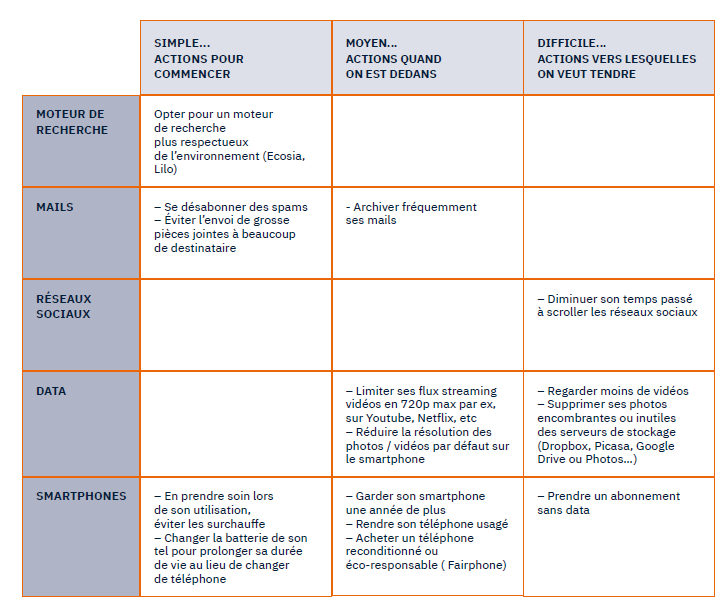 SIMPLE...
ACTIONS POUR
COMMENCER
MOYEN...
ACTIONS QUAND
ON EST DEDANS
DIFFICILE...
ACTIONS VERS LESQUELLES
ON VEUT TENDRE
MOTEUR DE
RECHERCHE
Opter pour un moteur
de recherche
plus respectueux
de l'environnement (Ecosia,
Lilo)
MAILS
– Se désabonner des spams
– Éviter l'envoi de grosse
pièces jointes à beaucoup
de destinataire
- Archiver fréquemment
ses mails
RÉSEAUX
SOCIAUX
– Diminuer son temps passé
à scroller les réseaux sociaux
DATA
– Limiter ses flux streaming
vidéos en 720p max par ex,
sur Youtube, Netflix, etc
– Réduire la résolution des
photos / vidéos par défaut sur
le smartphone
– Regarder moins de vidéos
– Supprimer ses photos
encombrantes ou inutiles
des serveurs de stockage
(Dropbox, Picasa, Google
Drive ou Photos...)
SMARTPHONES
– En prendre soin lors
de son utilisation,
éviter les surchauffe
– Changer la batterie de son
tel pour prolonger sa durée
de vie au lieu de changer
de téléphone
– Garder son smartphone
une année de plus
– Rendre son téléphone usagé
– Acheter un téléphone
reconditionné ou
éco-responsable ( Fairphone)
– Prendre un abonnement
sans data